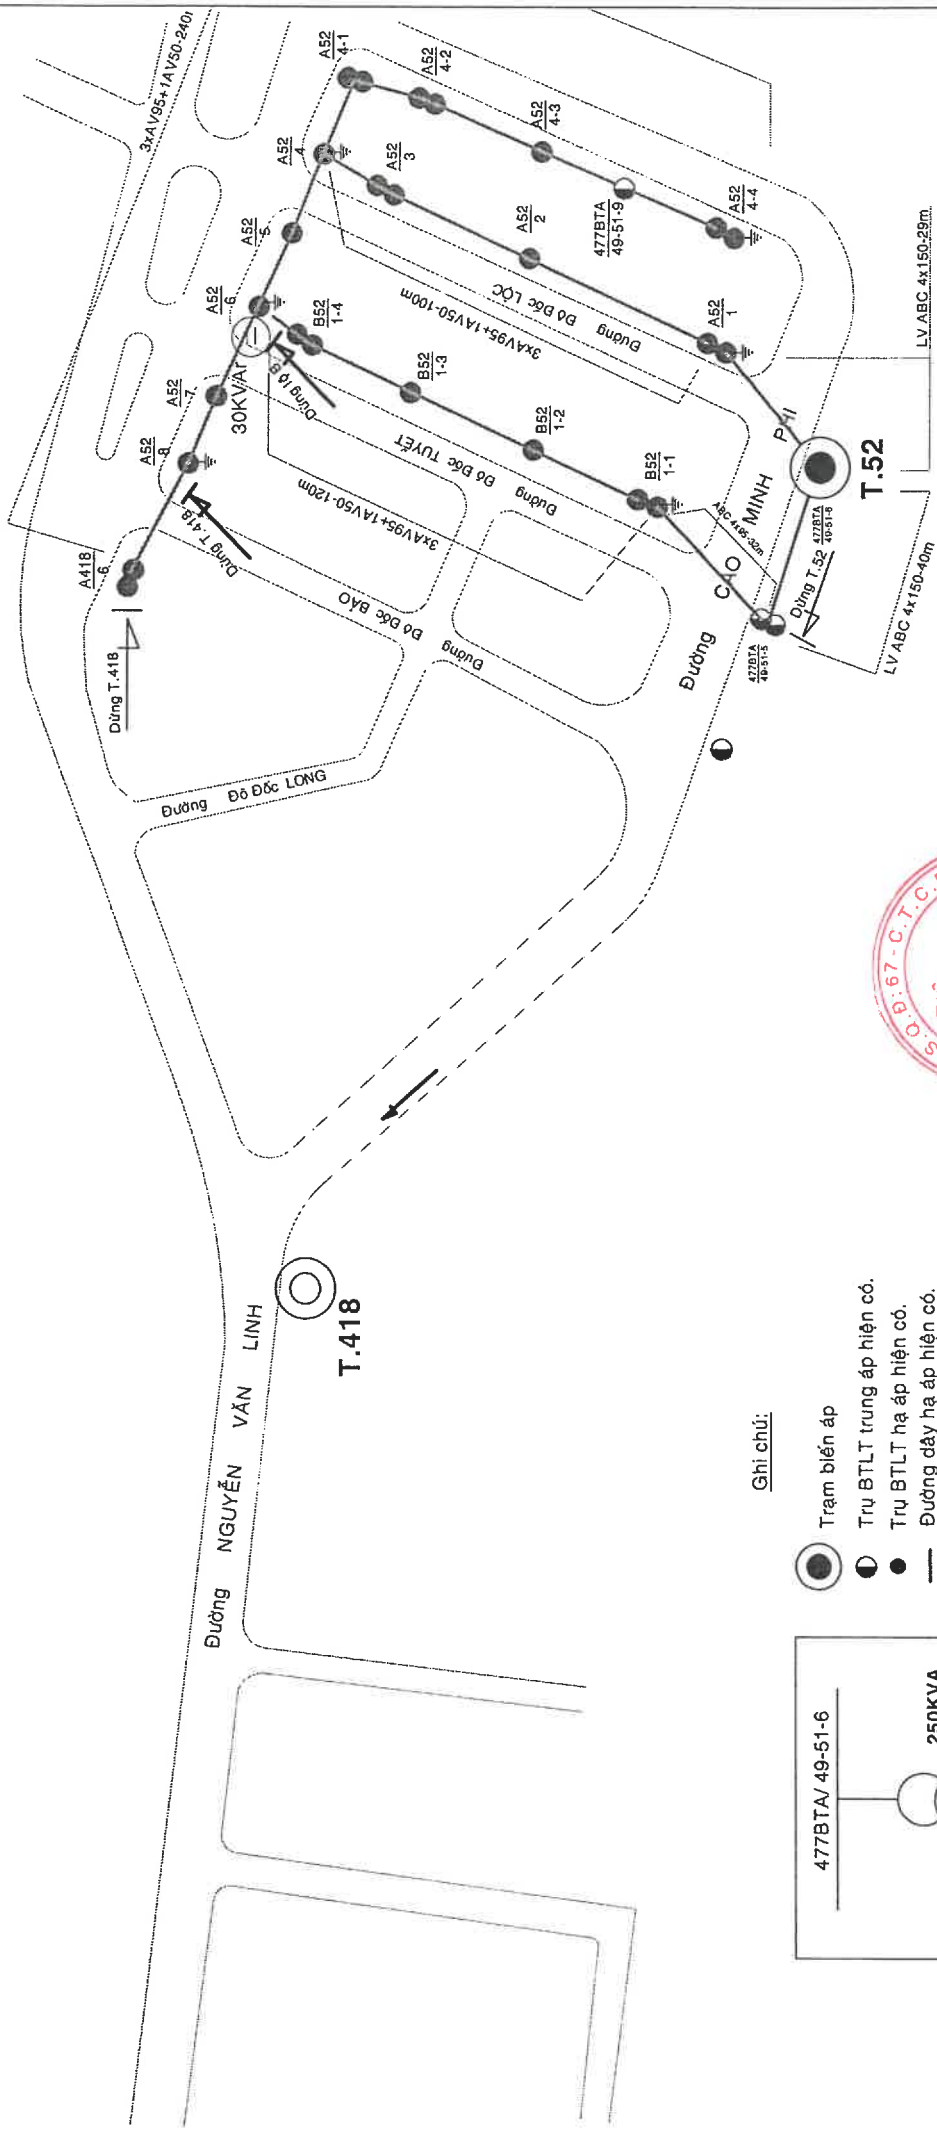 3xAV95+1AV50-240
A52
4-1
A52
4-2
A52
4
A52
3
A52
4-3
A52
5
477BTA
49-51-9
A52
4-4
A52
2
A52
6
B52
1-4
Đường Đô Đốc LỘC
3xAV95+1AV50-100m
A52
1
B52
1-3
30KVAr
A52
7
Dừng lộ B
A52
8
B52
1-2
Đường Đô Đốc TUYẾT
3xAV95+1AV50-120m
B52
1-1
A418
6
Dừng T.418
Dừng T.418
Đường Đô Đốc BẢO
Đường CAO MINH PHI
ABC 4x95-32m
T.52
477BTA
49-51-6
477BTA
49-51-5
Dừng T.52
LV ABC 4x150-29m
LV ABC 4x150-40m
Đường Đô Đốc LONG
S.Q.Đ:67-C.T.C.
T.418
Đường NGUYỄN VĂN LINH
Ghi chú:
Trạm biến áp
Trụ BTLT trung áp hiện có.
Trụ BTLT hạ áp hiện có.
Đường dây hạ áp hiện có.
477BTA/ 49-51-6
250KVA